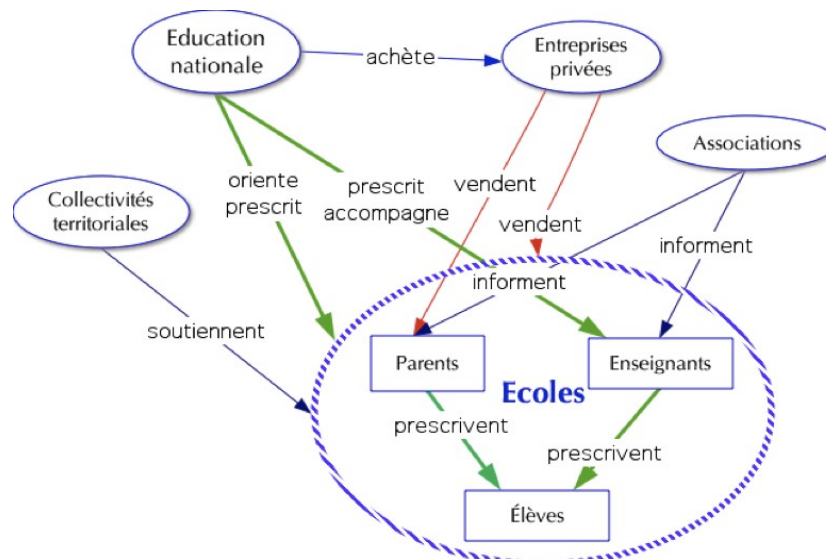 Education
nationale
achète
Entreprises
privées
Associations
Collectivités
territoriales
oriente
prescrit
prescrit
accompagne
vendent
vendent
informent
informent
soutiennent
Parents
Enseignants
Ecoles
prescrivent
prescrivent
Élèves